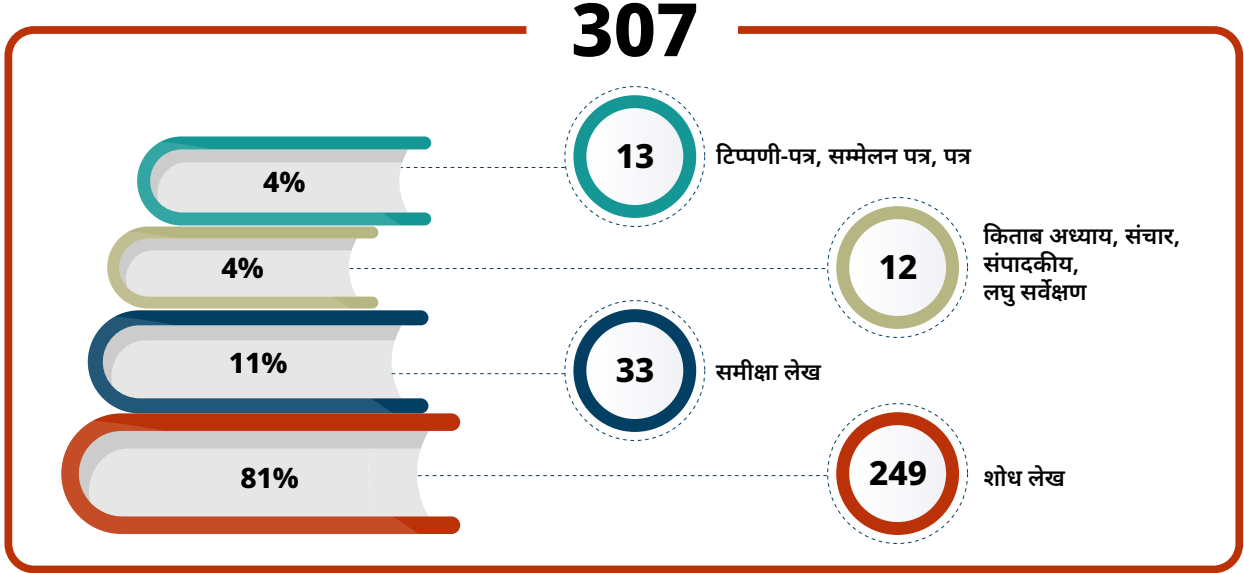 307
4%
13
टिप्पणी-पत्र, सम्मेलन पत्र, पत्र
4%
12
किताब अध्याय, संचार,
संपादकीय,
लघु सर्वेक्षण
11%
33
समीक्षा लेख
81%
249
शोध लेख